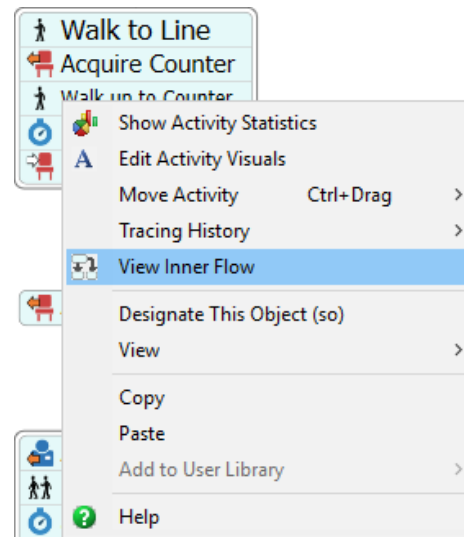 Walk to Line
Acquire Counter
Walk up to Counter
Show Activity Statistics
A Edit Activity Visuals
Move Activity Ctrl+Drag >
Tracing History >
View Inner Flow
Designate This Object (so)
View >
Copy
Paste
Add to User Library >
? Help